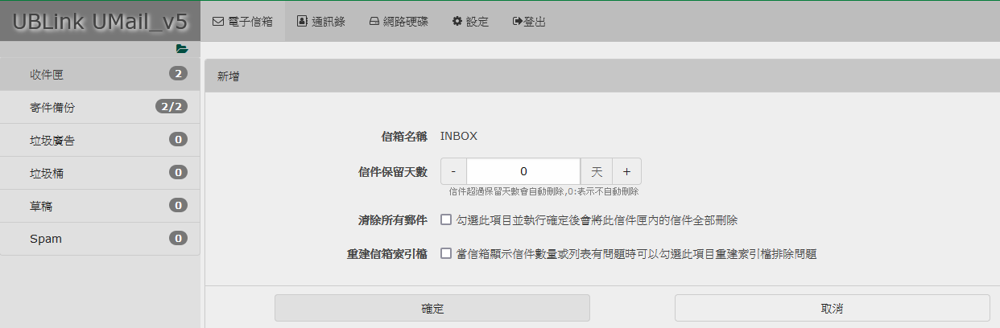 UBLink UMail_v5
電子信箱 通訊錄 網路硬碟 設定 登出
收件匣 2
寄件備份 2/2
垃圾廣告 0
垃圾桶 0
草稿 0
Spam 0
新增
信箱名稱 INBOX
信件保留天數 - 0 天 +
信件超過保留天數會自動刪除,0:表示不自動刪除
清除所有郵件 勾選此項目並執行確定後會將此信件匣內的信件全部刪除
重建信箱索引檔 當信箱顯示信件數量或列表有問題時可以勾選此項目重建索引檔排除問題
確定 取消